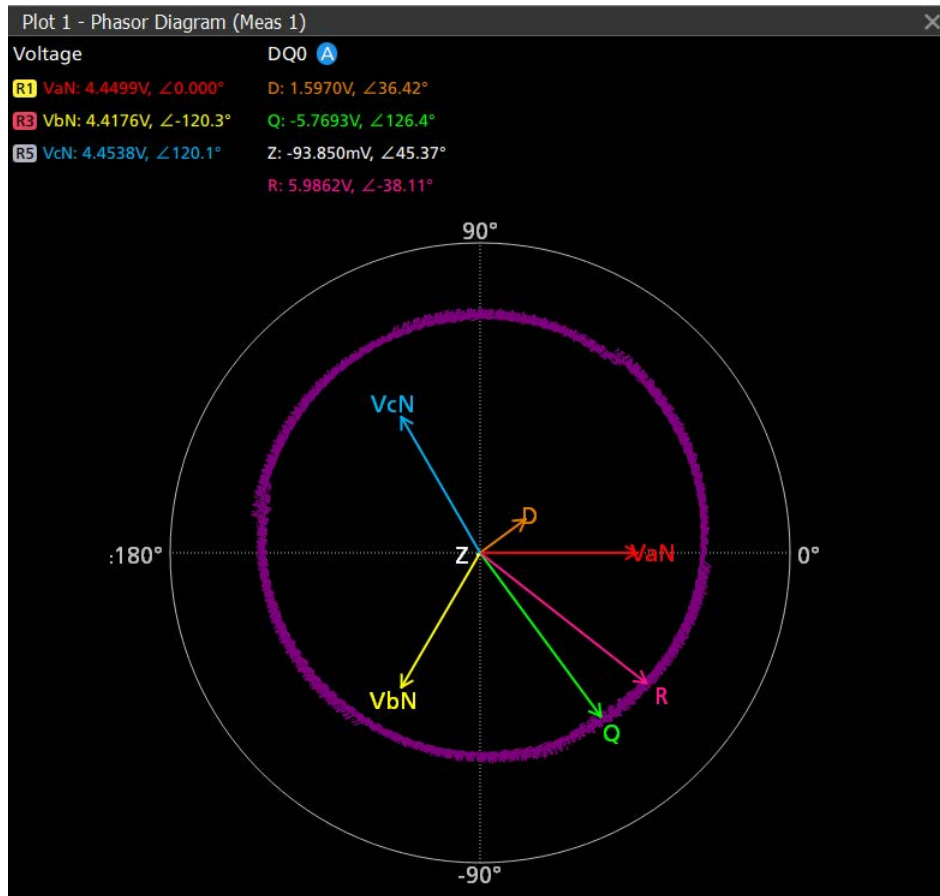 Plot 1 - Phasor Diagram (Meas 1)
Voltage DQ0 A
R1 VaN: 4.4499V, ∠0.000° D: 1.5970V, ∠36.42°
R3 VbN: 4.4176V, ∠-120.3° Q: -5.7693V, ∠126.4°
R5 VcN: 4.4538V, ∠120.1° Z: -93.850mV, ∠45.37°
R: 5.9862V, ∠-38.11°
90°
VcN
D
:180° Z VaN 0°
R
VbN
Q
-90°